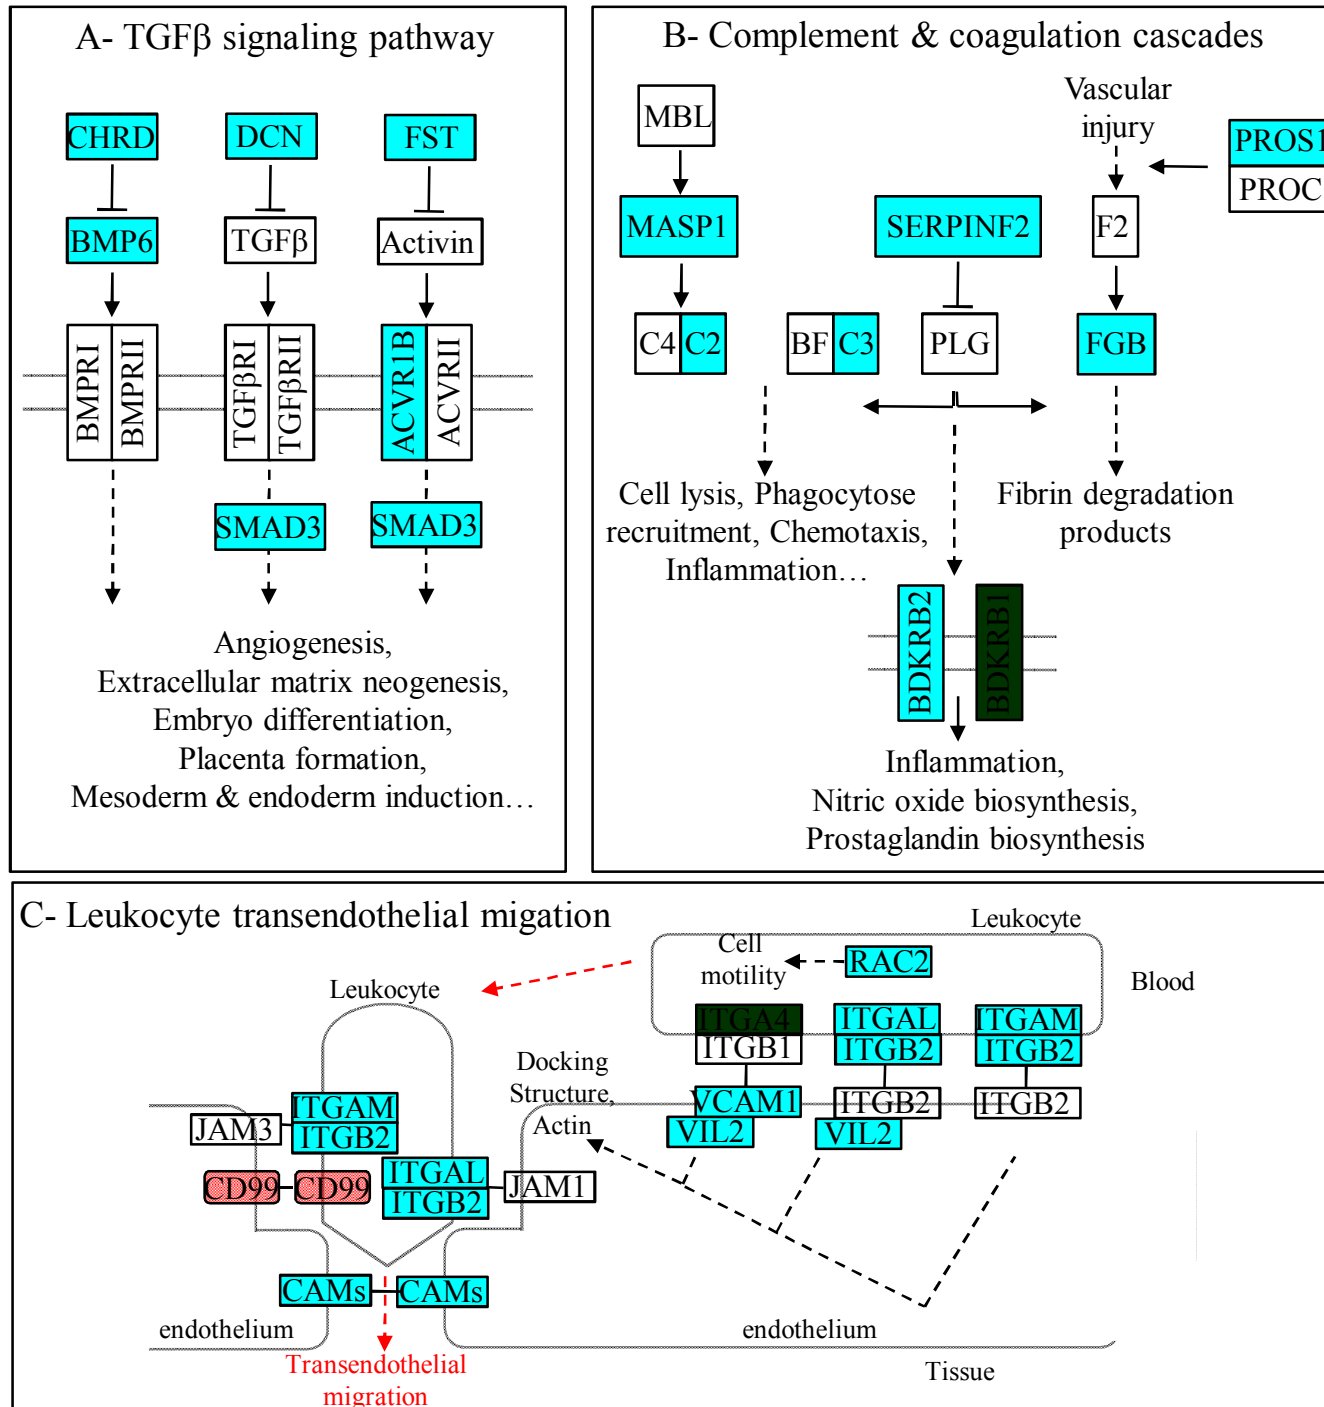 A- TGFβ signaling pathway
CHRD
DCN
FST
BMP6
TGFβ
Activin
BMPRI
BMPRII
TGFβRI
TGFβRII
ACVR1B
ACVRII
SMAD3
SMAD3
Angiogenesis,
Extracellular matrix neogenesis,
Embryo differentiation,
Placenta formation,
Mesoderm & endoderm induction…
B- Complement & coagulation cascades
MBL
Vascular
injury
PROS1
PROC
MASP1
SERPINF2
F2
C4
C2
BF
C3
PLG
FGB
Cell lysis, Phagocytose
recruitment, Chemotaxis,
Inflammation…
Fibrin degradation
products
BDKRB2
BDKRB1
Inflammation,
Nitric oxide biosynthesis,
Prostaglandin biosynthesis
C- Leukocyte transendothelial migation
Leukocyte
Cell
motility
RAC2
Blood
Leukocyte
ITGA4
ITGB1
ITGAL
ITGB2
ITGAM
ITGB2
Docking
Structure,
Actin
VCAM1
VIL2
ITGB2
VIL2
ITGB2
JAM3
ITGAM
ITGB2
CD99
CD99
ITGAL
ITGB2
JAM1
CAMs
CAMs
endothelium
endothelium
Transendothelial
migration
Tissue